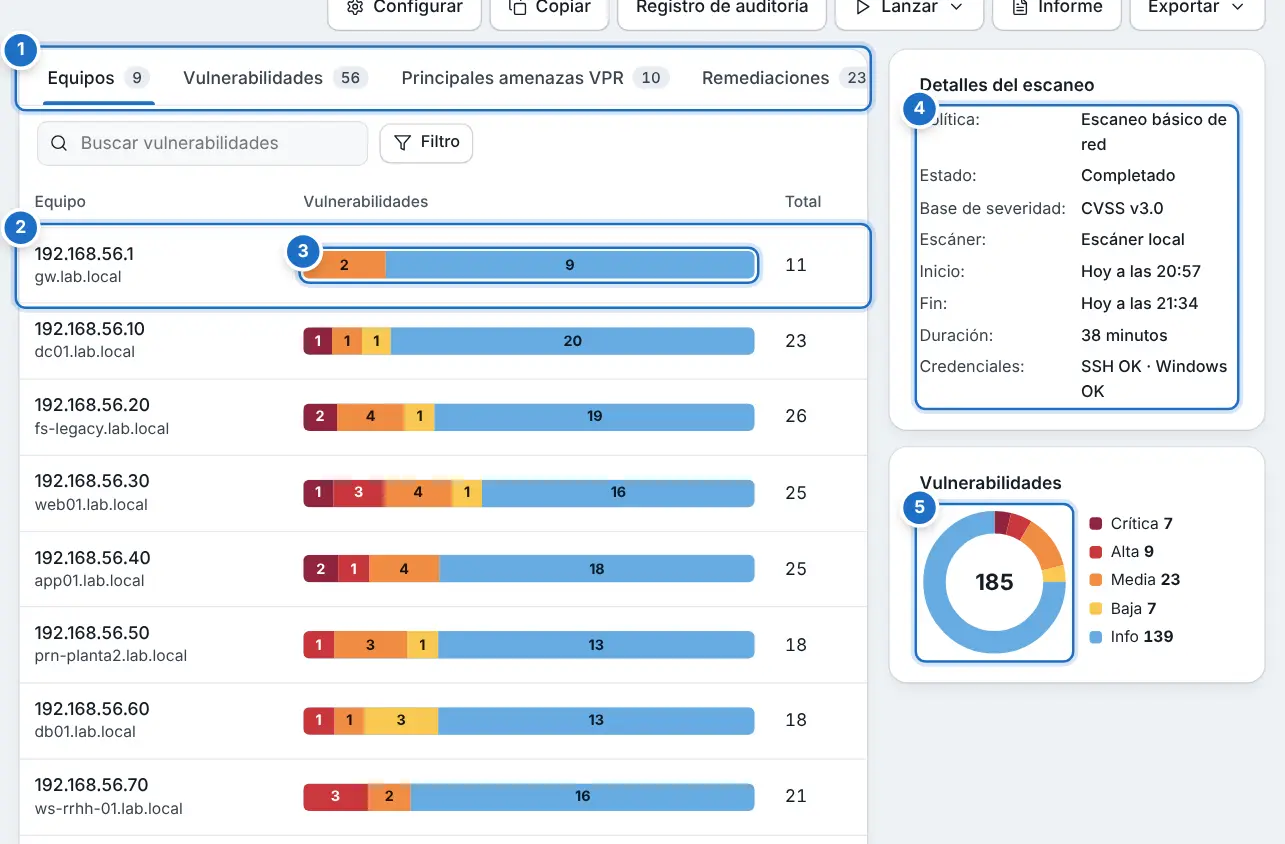 Configurar Copiar Registro de auditoría Lanzar Informe Exportar
1
Equipos 9 Vulnerabilidades 56 Principales amenazas VPR 10 Remediaciones 23
Buscar vulnerabilidades Filtro
Equipo Vulnerabilidades Total
2
3
192.168.56.1 2 9 11
gw.lab.local
192.168.56.10 1 1 1 20 23
dc01.lab.local
192.168.56.20 2 4 1 19 26
fs-legacy.lab.local
192.168.56.30 1 3 4 1 16 25
web01.lab.local
192.168.56.40 2 1 4 18 25
app01.lab.local
192.168.56.50 1 3 1 13 18
prn-planta2.lab.local
192.168.56.60 1 1 3 13 18
db01.lab.local
192.168.56.70 3 2 16 21
ws-rrhh-01.lab.local
Detalles del escaneo
4
olítica: Escaneo básico de
red
Estado: Completado
Base de severidad: CVSS v3.0
Escáner: Escáner local
Inicio: Hoy a las 20:57
Fin: Hoy a las 21:34
Duración: 38 minutos
Credenciales: SSH OK · Windows
OK
Vulnerabilidades
5
185
Crítica 7
Alta 9
Media 23
Baja 7
Info 139